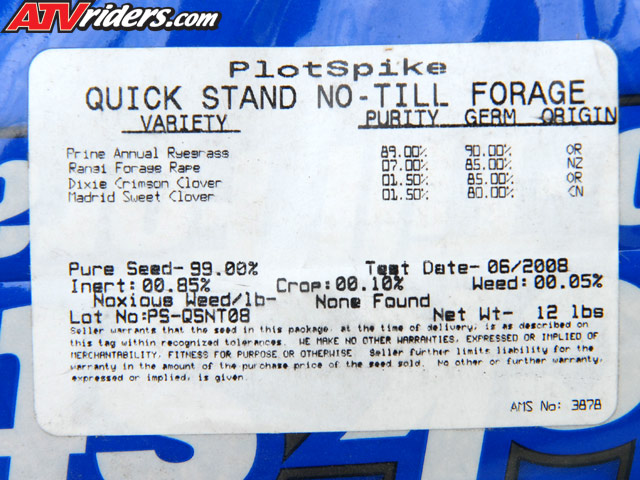 ATVriders.com
PlotSpike
QUICK STAND NO-TILL FORAGE
VARIETY PURITY GERM ORIGIN
Prine Annual Ryegrass 89.00% 90.00% OR
Rangi Forage Rape 07.00% 85.00% NZ
Dixie Crimson Clover 01.50% 85.00% OR
Madrid Sweet Clover 01.50% 80.00% CN
Pure Seed- 99.00% Test Date- 06/2008
Inert: 00.85% Crop: 00.10% Weed: 00.05%
Noxious Weed/lb- None Found
Lot No: PS-QSNT08 Net Wt- 12 lbs
Seller warrants that the seed in this package, at the time of delivery, is as described on
this tag within recognized tolerances. WE MAKE NO OTHER WARRANTIES, EXPRESSED OR IMPLIED OF
MERCHANTABILITY, FITNESS FOR PURPOSE OR OTHERWISE. Seller further limits liability for the
warranty in the amount of the purchase price of the seed sold. No other or further warranty,
expressed or implied, is given.
AMS No: 3878